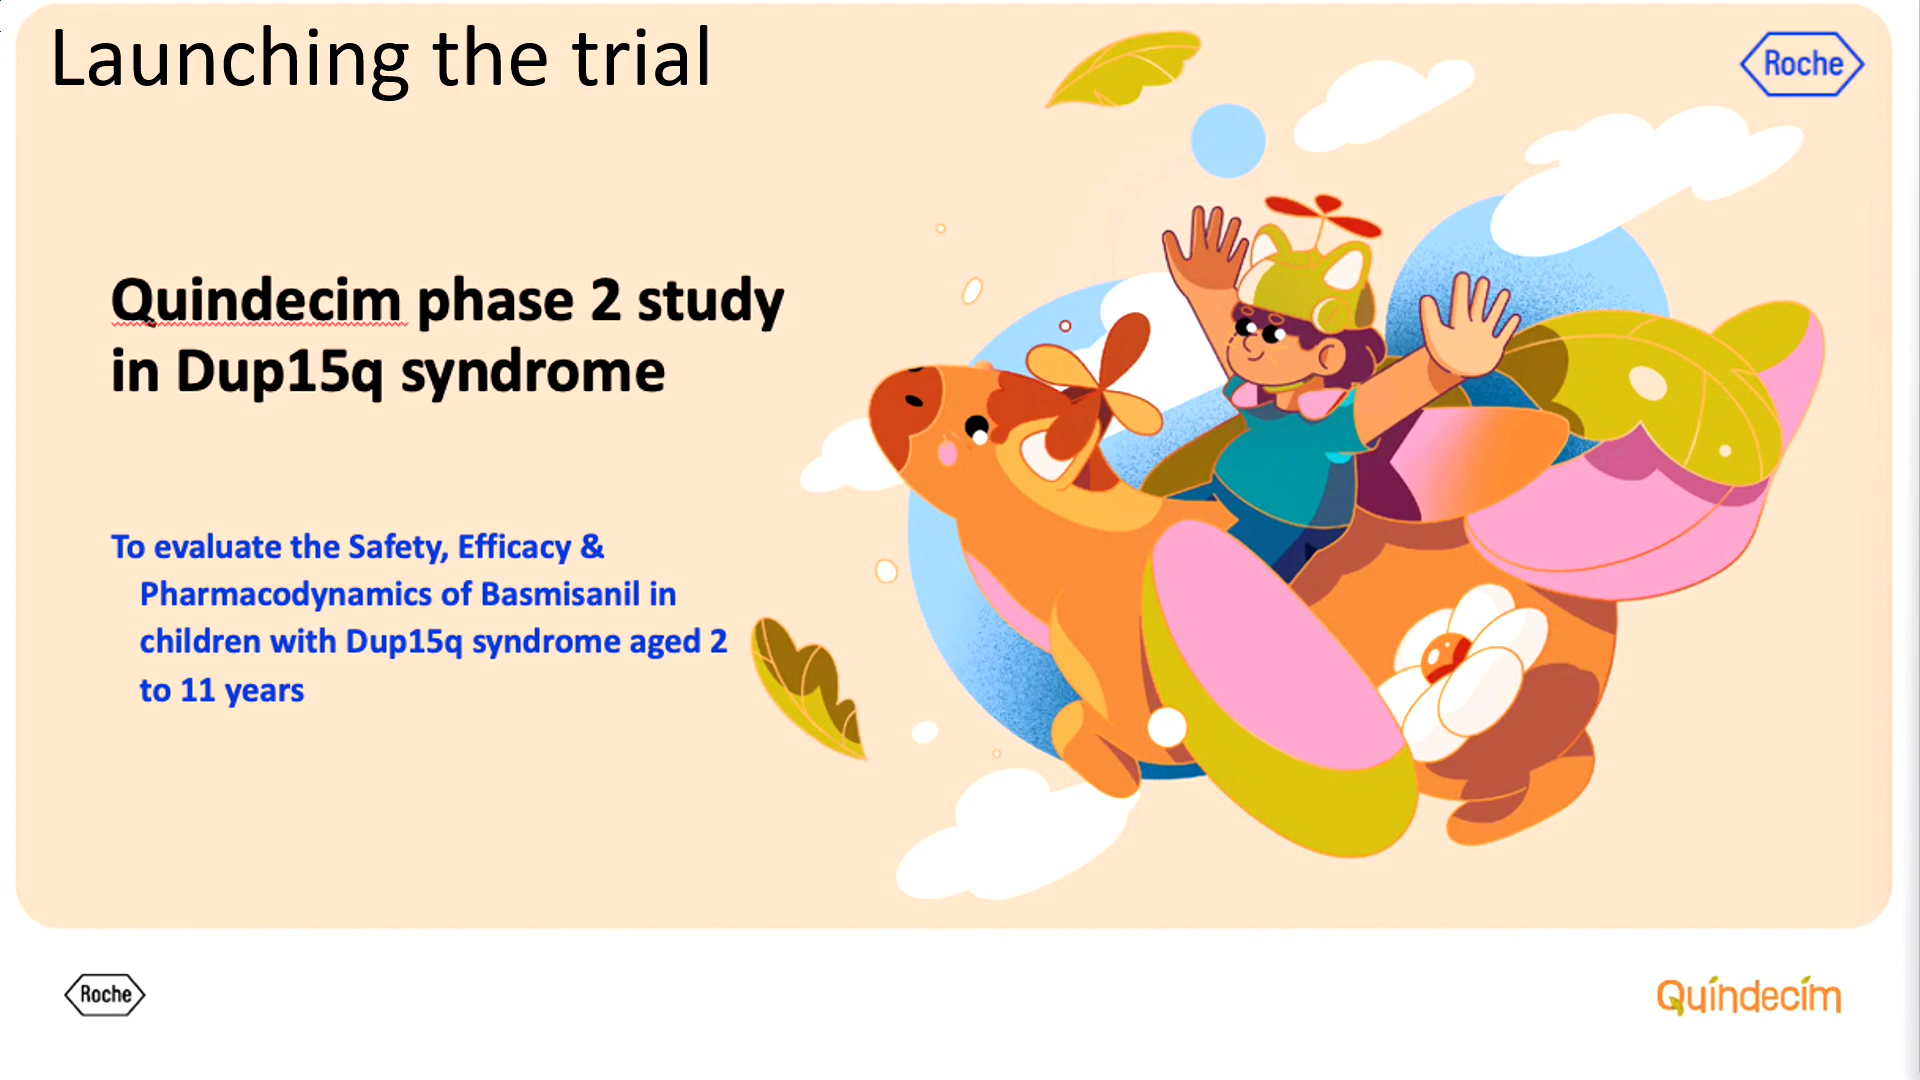 Launching the trial
Roche
Quindecim phase 2 study
in Dup15q syndrome
To evaluate the Safety, Efficacy &
Pharmacodynamics of Basmisanil in
children with Dup15q syndrome aged 2
to 11 years
Roche
Quindecim